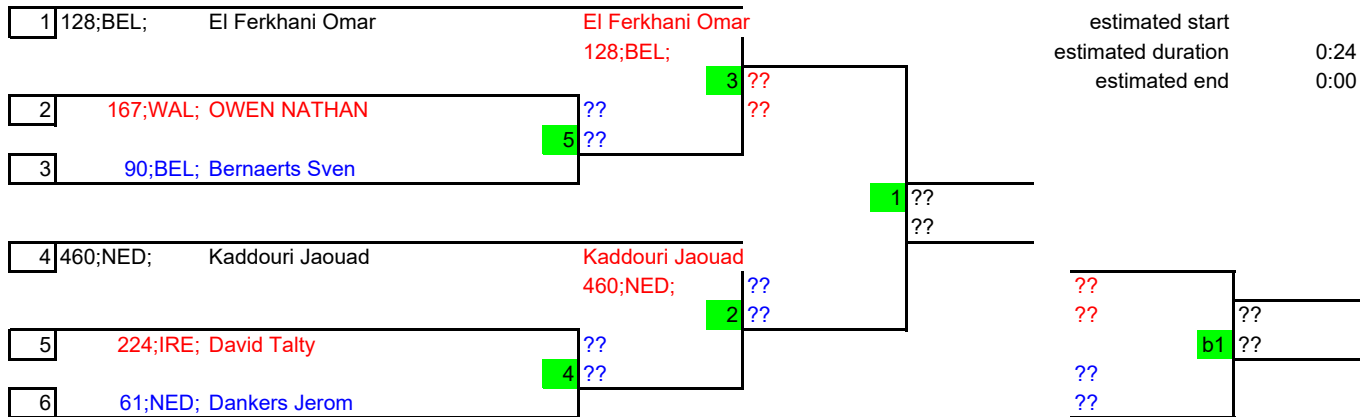 1 128;BEL; El Ferkhani Omar El Ferkhani Omar estimated start
128;BEL; estimated duration 0:24
3 ?? estimated end 0:00
2 167;WAL; OWEN NATHAN ?? ??
5 ??
3 90;BEL; Bernaerts Sven
1 ??
??
4 460;NED; Kaddouri Jaouad Kaddouri Jaouad
460;NED; ?? ??
2 ?? ?? ??
5 224;IRE; David Talty ?? b1 ??
4 ?? ??
6 61;NED; Dankers Jerom ??